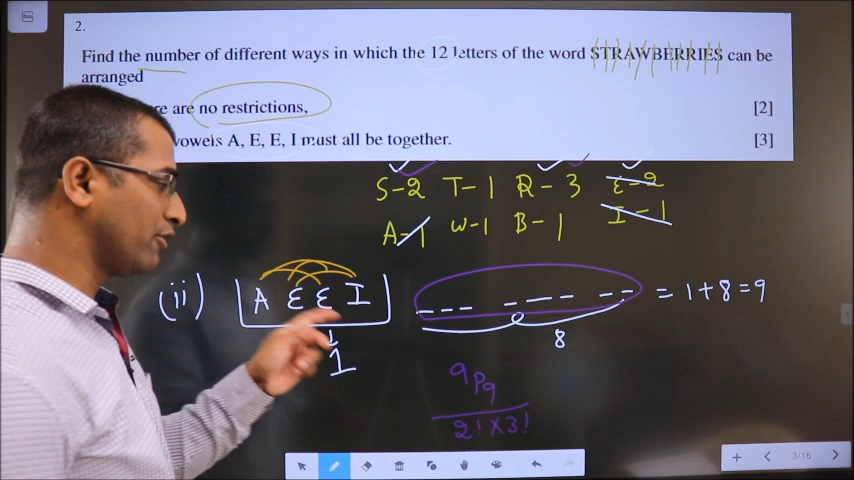 2.
Find the number of different ways in which the 12 letters of the word STRAWBERRIES can be
arranged
re are no restrictions, [2]
vowels A, E, E, I must all be together. [3]
S-2 T-1 R-3 E-2
A-1 W-1 B-1 I-1
(ii) A E E I = 1+8=9
8
1
9P9
2! × 3!
3/16